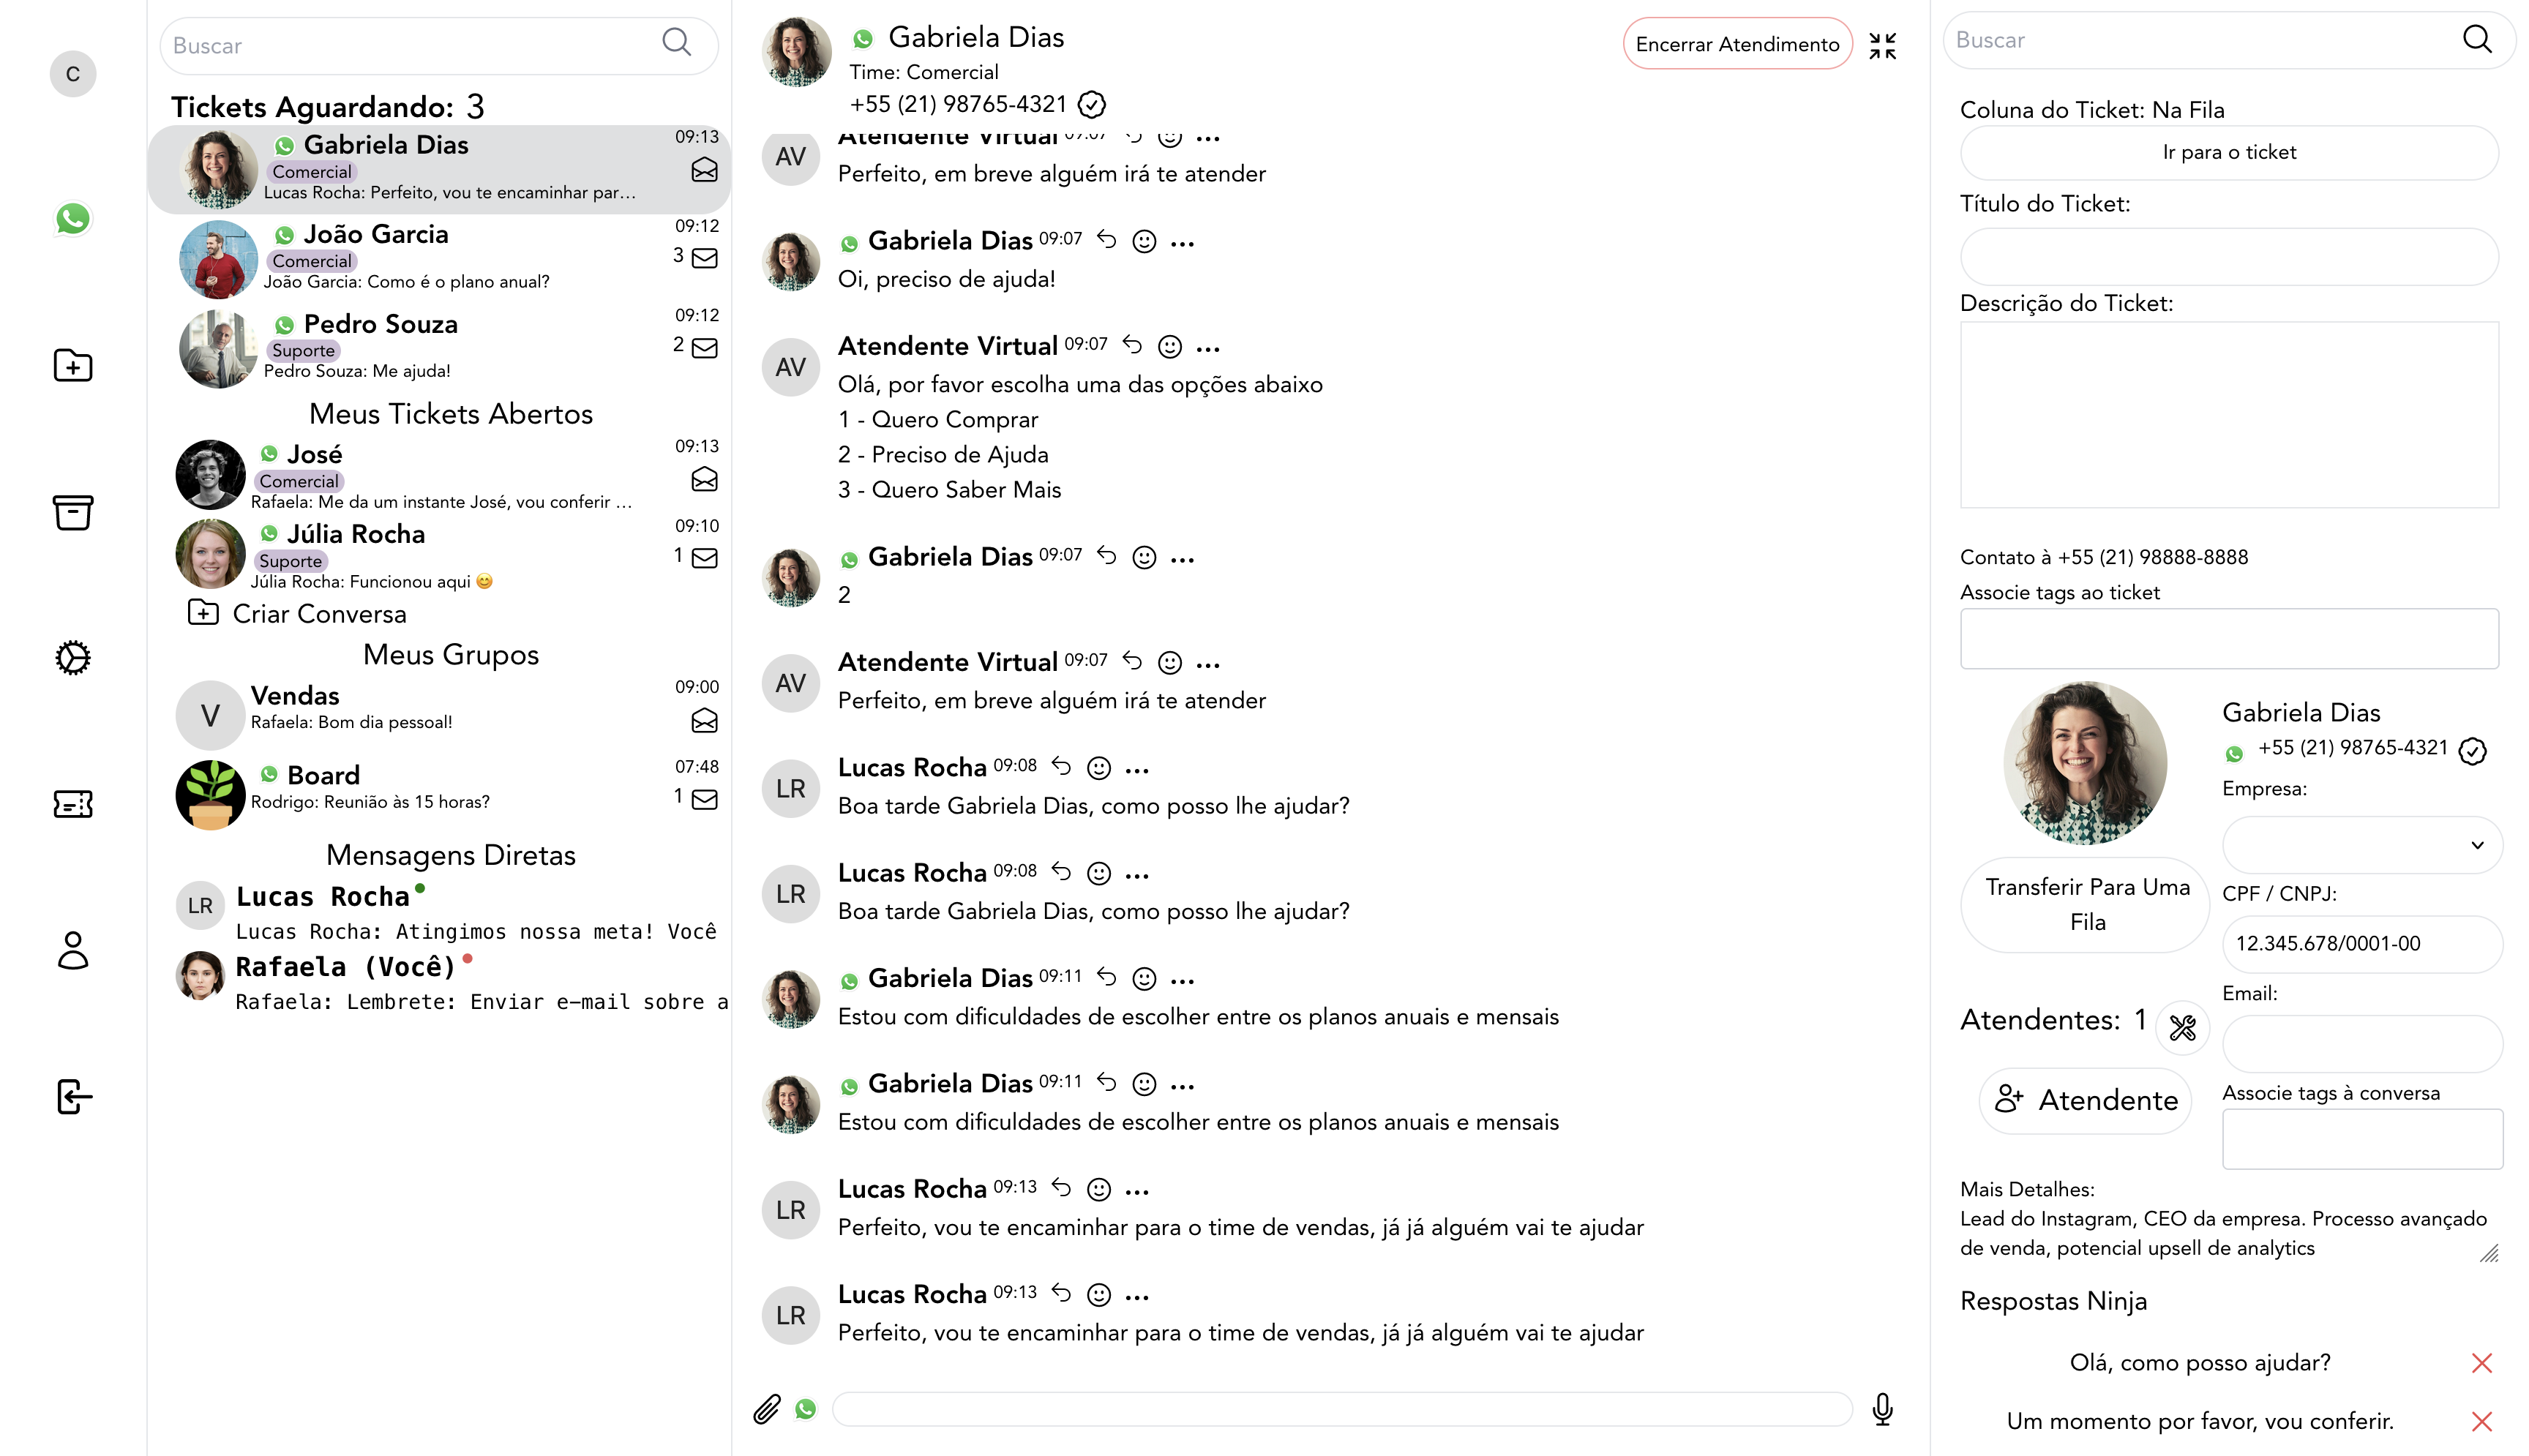 C
Buscar
Tickets Aguardando: 3
Gabriela Dias
09:13
Comercial
Lucas Rocha: Perfeito, vou te encaminhar par...
João Garcia
09:12
Comercial
3
João Garcia: Como é o plano anual?
Pedro Souza
09:12
Suporte
2
Pedro Souza: Me ajuda!
Meus Tickets Abertos
José
09:13
Comercial
Rafaela: Me da um instante José, vou conferir ...
Júlia Rocha
09:10
Suporte
1
Júlia Rocha: Funcionou aqui 😊
Criar Conversa
Meus Grupos
V
Vendas
09:00
Rafaela: Bom dia pessoal!
Board
07:48
Rodrigo: Reunião às 15 horas?
1
Mensagens Diretas
LR
Lucas Rocha
Lucas Rocha: Atingimos nossa meta! Você
Rafaela (Você)
Rafaela: Lembrete: Enviar e-mail sobre a
Gabriela Dias
Time: Comercial
+55 (21) 98765-4321
Encerrar Atendimento
AV
Atendente Virtual 09:07
Perfeito, em breve alguém irá te atender
Gabriela Dias 09:07
Oi, preciso de ajuda!
AV
Atendente Virtual 09:07
Olá, por favor escolha uma das opções abaixo
1 - Quero Comprar
2 - Preciso de Ajuda
3 - Quero Saber Mais
Gabriela Dias 09:07
2
AV
Atendente Virtual 09:07
Perfeito, em breve alguém irá te atender
LR
Lucas Rocha 09:08
Boa tarde Gabriela Dias, como posso lhe ajudar?
LR
Lucas Rocha 09:08
Boa tarde Gabriela Dias, como posso lhe ajudar?
Gabriela Dias 09:11
Estou com dificuldades de escolher entre os planos anuais e mensais
Gabriela Dias 09:11
Estou com dificuldades de escolher entre os planos anuais e mensais
LR
Lucas Rocha 09:13
Perfeito, vou te encaminhar para o time de vendas, já já alguém vai te ajudar
LR
Lucas Rocha 09:13
Perfeito, vou te encaminhar para o time de vendas, já já alguém vai te ajudar
Buscar
Coluna do Ticket: Na Fila
Ir para o ticket
Título do Ticket:
Descrição do Ticket:
Contato à +55 (21) 98888-8888
Associe tags ao ticket
Gabriela Dias
+55 (21) 98765-4321
Empresa:
Transferir Para Uma
Fila
CPF / CNPJ:
12.345.678/0001-00
Email:
Atendentes: 1
Atendente
Associe tags à conversa
Mais Detalhes:
Lead do Instagram, CEO da empresa. Processo avançado
de venda, potencial upsell de analytics
Respostas Ninja
Olá, como posso ajudar?
Um momento por favor, vou conferir.